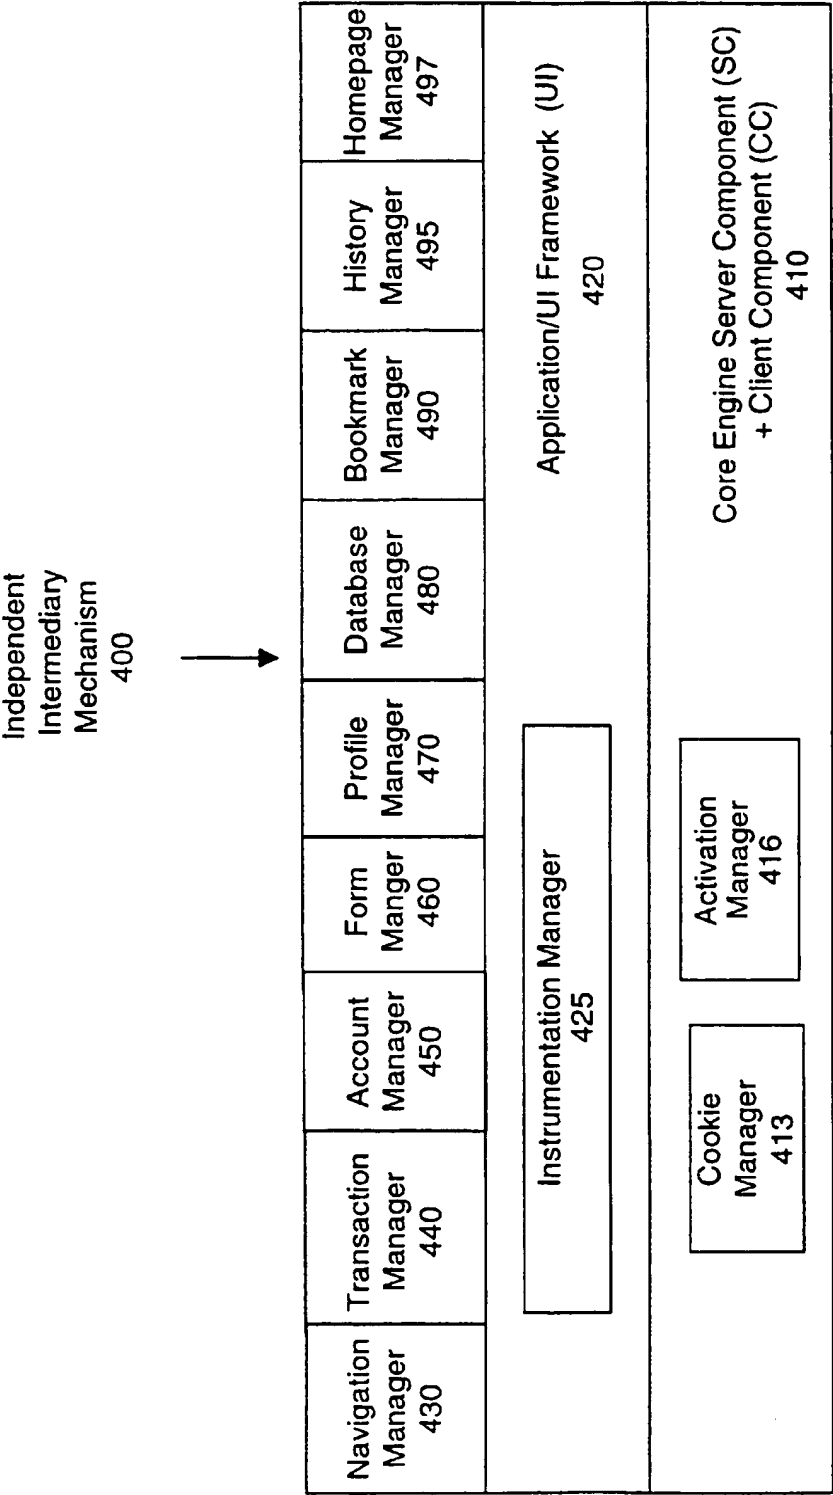 Independent
Intermediary
Mechanism
400
Navigation
Manager
430
Transaction
Manager
440
Account
Manager
450
Form
Manger
460
Profile
Manager
470
Database
Manager
480
Bookmark
Manager
490
History
Manager
495
Homepage
Manager
497
Instrumentation Manager
425
Application/UI Framework (UI)
420
Cookie
Manager
413
Activation
Manager
416
Core Engine Server Component (SC)
+ Client Component (CC)
410